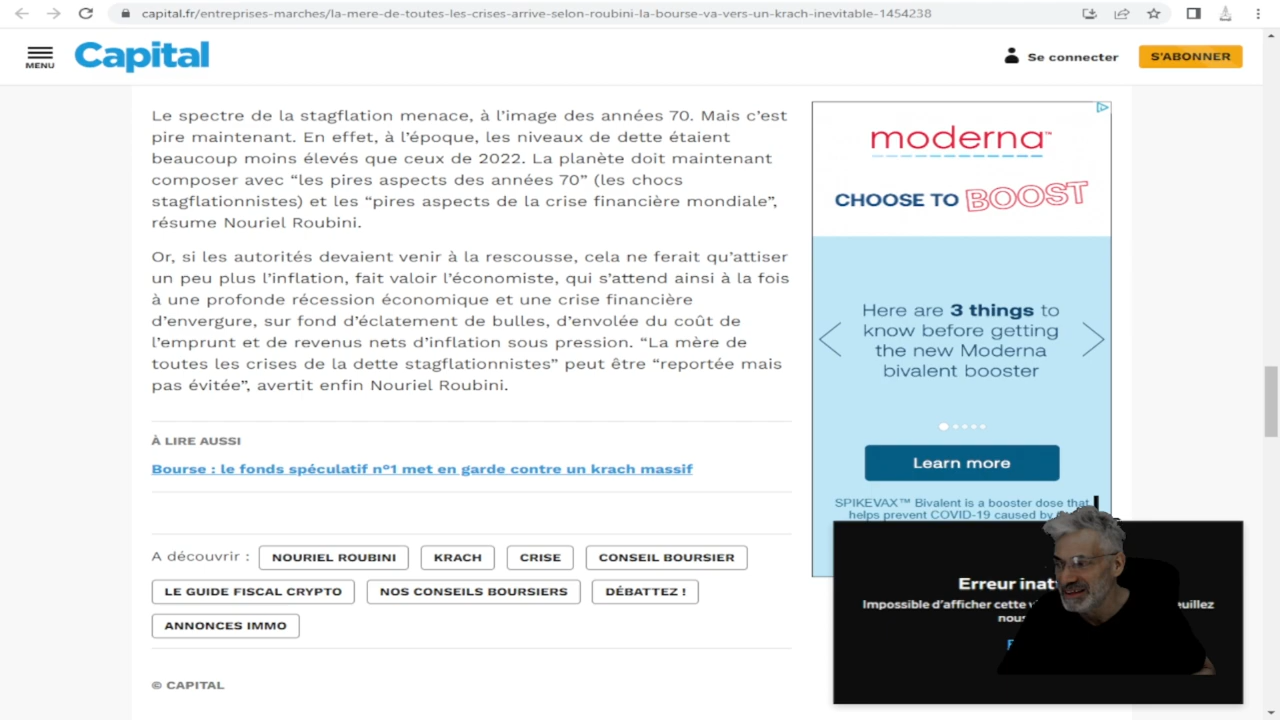 capital.fr/entreprises-marches/la-mere-de-toutes-les-crises-arrive-selon-roubini-la-bourse-va-vers-un-krach-inevitable-1454238
MENU
Capital
Se connecter
S'ABONNER
Le spectre de la stagflation menace, à l'image des années 70. Mais c'est
pire maintenant. En effet, à l'époque, les niveaux de dette étaient
beaucoup moins élevés que ceux de 2022. La planète doit maintenant
composer avec “les pires aspects des années 70” (les chocs
stagflationnistes) et les “pires aspects de la crise financière mondiale”,
résume Nouriel Roubini.
Or, si les autorités devaient venir à la rescousse, cela ne ferait qu'attiser
un peu plus l'inflation, fait valoir l'économiste, qui s'attend ainsi à la fois
à une profonde récession économique et une crise financière
d'envergure, sur fond d'éclatement de bulles, d'envolée du coût de
l'emprunt et de revenus nets d'inflation sous pression. “La mère de
toutes les crises de la dette stagflationnistes” peut être “reportée mais
pas évitée”, avertit enfin Nouriel Roubini.
À LIRE AUSSI
Bourse : le fonds spéculatif n°1 met en garde contre un krach massif
A découvrir :
NOURIEL ROUBINI
KRACH
CRISE
CONSEIL BOURSIER
LE GUIDE FISCAL CRYPTO
NOS CONSEILS BOURSIERS
DÉBATTEZ !
ANNONCES IMMO
© CAPITAL
moderna™
CHOOSE TO BOOST
Here are 3 things to
know before getting
the new Moderna
bivalent booster
Learn more
SPIKEVAX™ Bivalent is a booster dose that
helps prevent COVID-19 caused by
Erreur
Impossible d'afficher cette